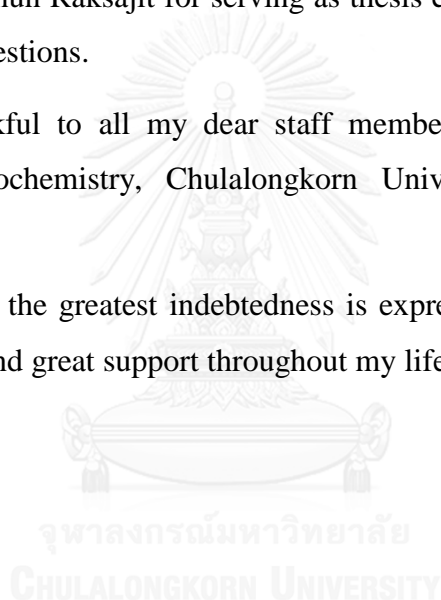 Raksajit for serving as thesis
estions.
kful to all my dear staff membe
ochemistry, Chulalongkorn Univ
the greatest indebtedness is expre
nd great support throughout my life
จุฬาลงกรณ์มหาวิทยาลัย
CHULALONGKORN UNIVERSITY